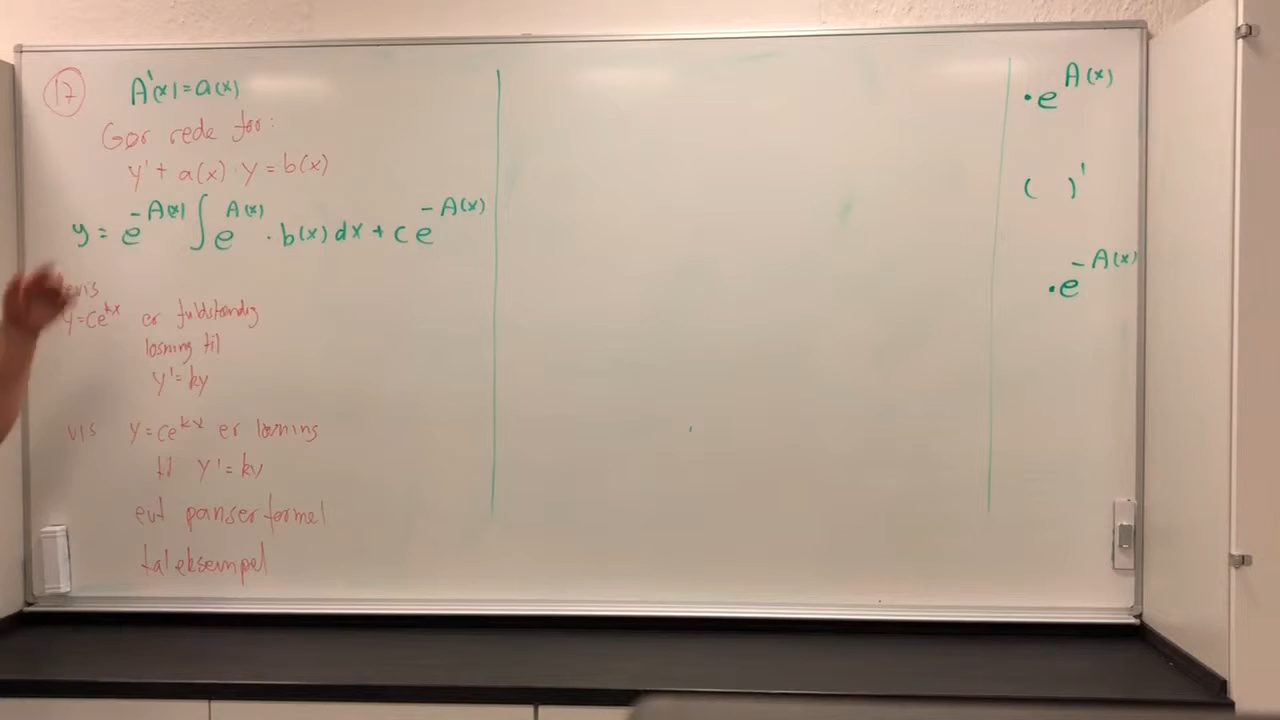 17
A'(x)=a(x)
Gør rede for:
y' + a(x)·y = b(x)
y = e^{-A(x)} ∫ e^{A(x)} · b(x) dx + c e^{-A(x)}
y=ce^{kx} er fuldstændig
løsning til
y'=ky
vis y=ce^{kx} er løsning
til y'=ky
evt panserformel
taleksempel
·e^{A(x)}
( )'
·e^{-A(x)}